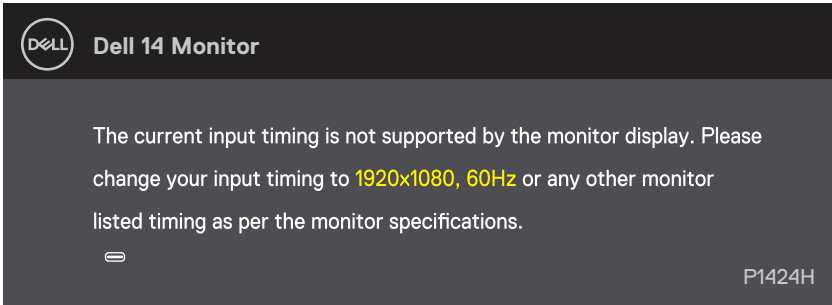 DELL
Dell 14 Monitor
The current input timing is not supported by the monitor display. Please
change your input timing to 1920x1080, 60Hz or any other monitor
listed timing as per the monitor specifications.
P1424H